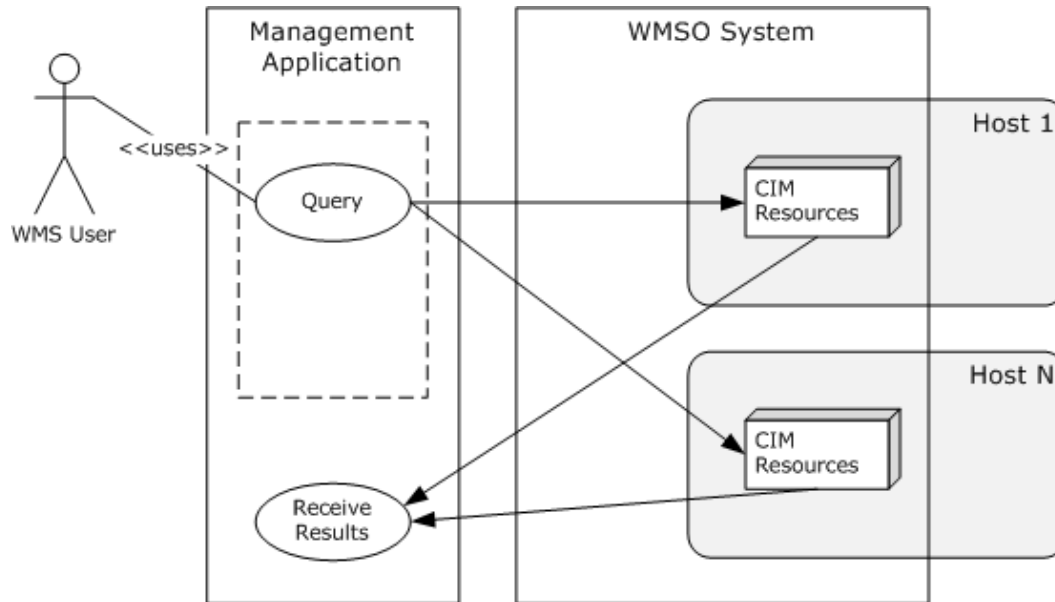 Management
Application
WMSO System
Host 1
<<uses>>
CIM
Resources
Query
WMS User
Host N
CIM
Resources
Receive
Results